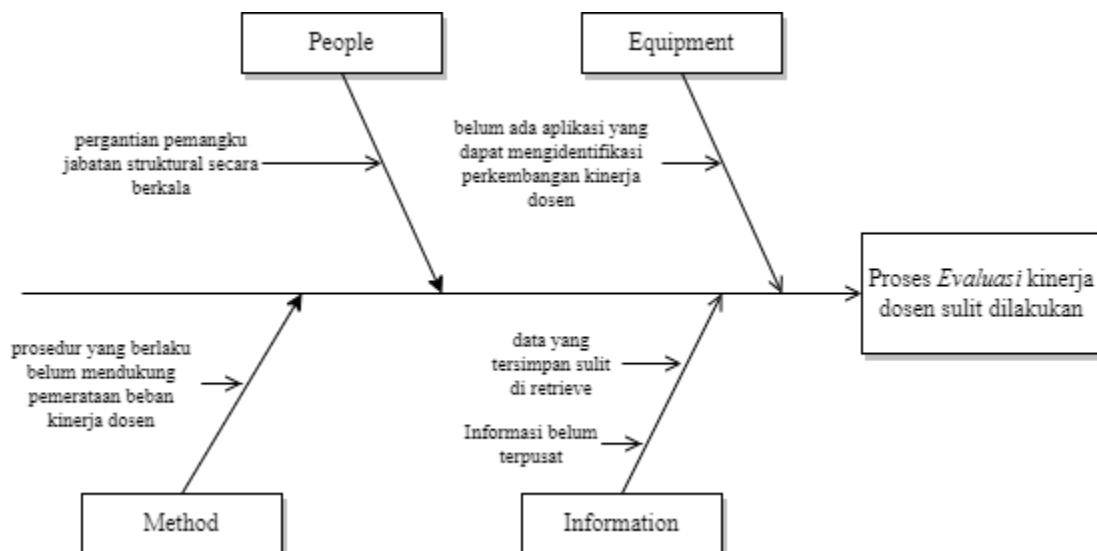 People
Equipment
pergantian pemangku
jabatan struktural secara
berkala
belum ada aplikasi yang
dapat mengidentifikasi
perkembangan kinerja
dosen
Proses Evaluasi kinerja
dosen sulit dilakukan
prosedur yang berlaku
belum mendukung
pemerataan beban
kinerja dosen
data yang
tersimpan sulit
di retrieve
Informasi belum
terpusat
Method
Information